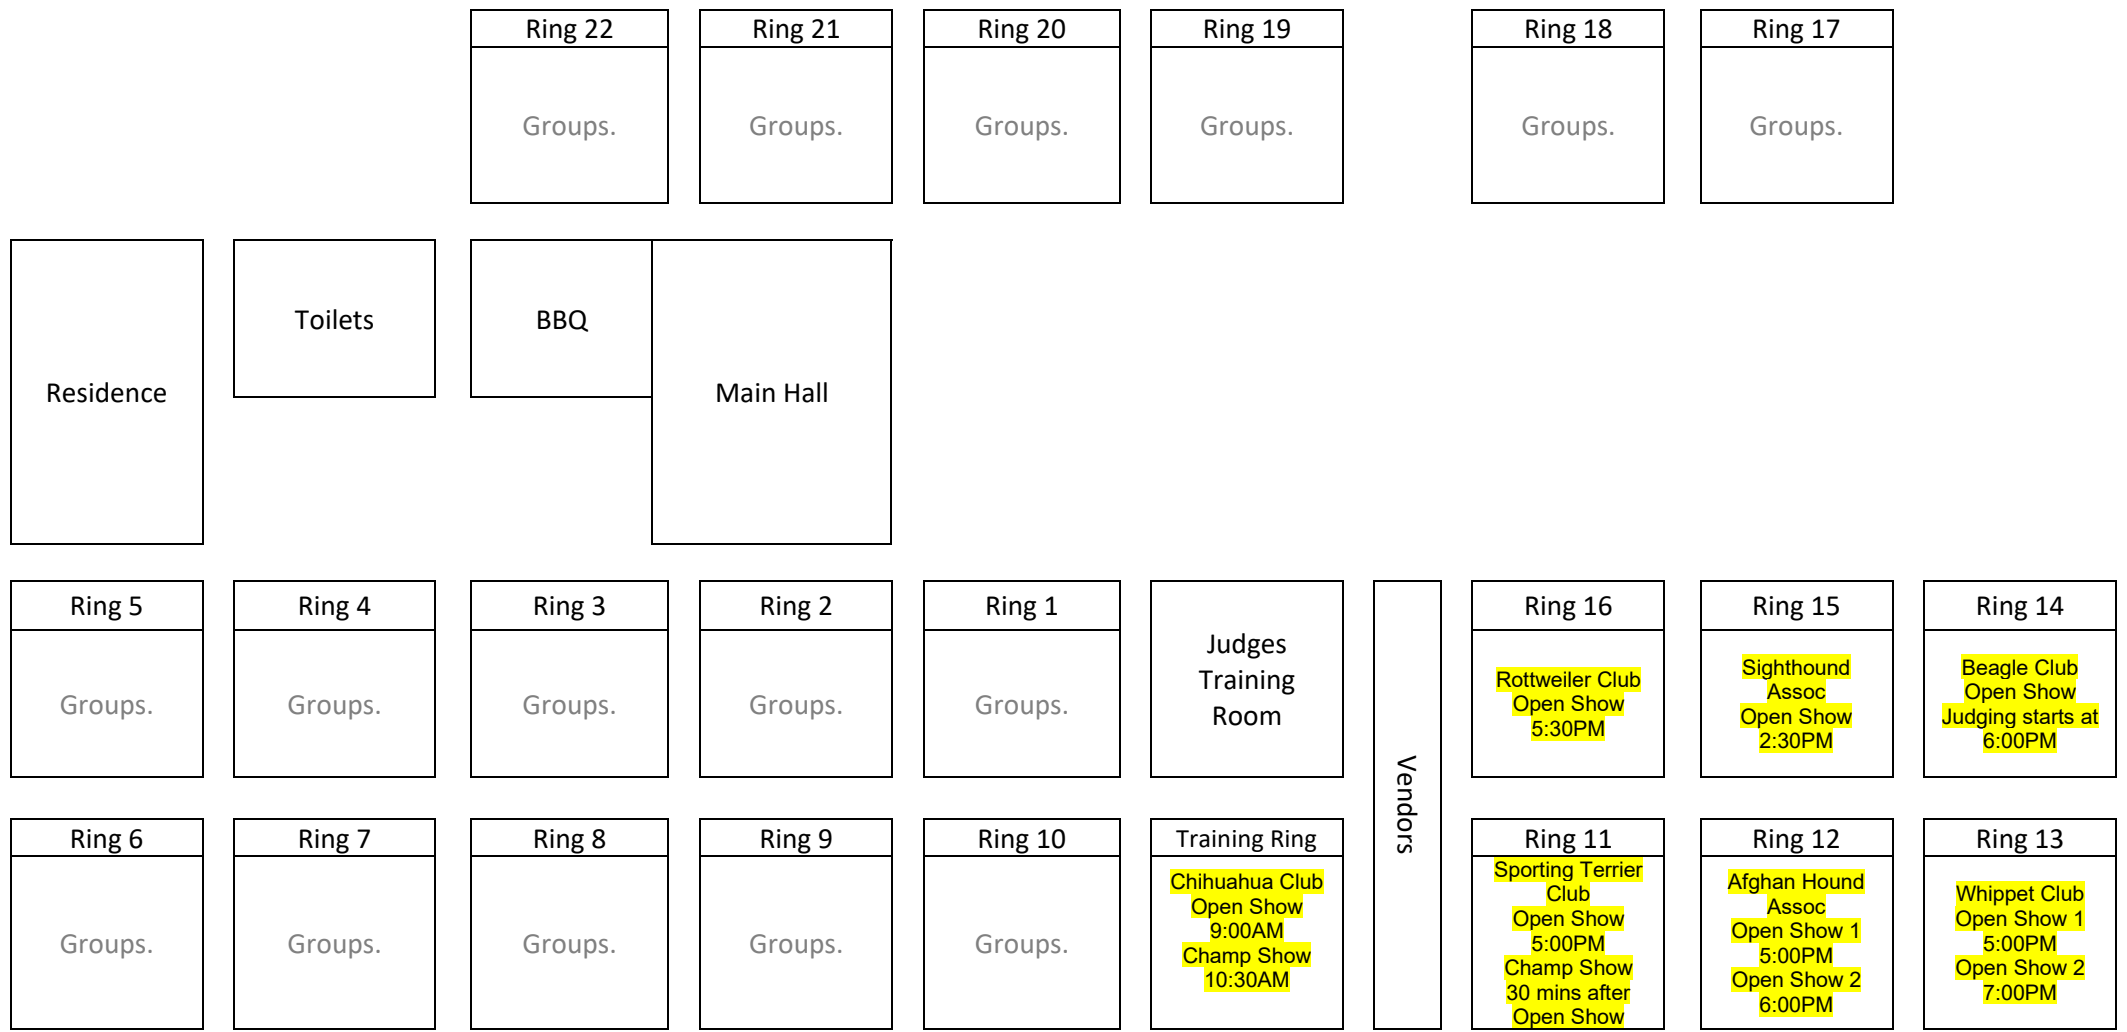 Ring 22
Ring 21
Ring 20
Ring 19
Ring 18
Ring 17
Groups.
Groups.
Groups.
Groups.
Groups.
Groups.
Residence
Toilets
BBQ
Main Hall
Ring 5
Ring 4
Ring 3
Ring 2
Ring 1
Groups.
Groups.
Groups.
Groups.
Groups.
Judges
Training
Room
Vendors
Ring 16
Rottweiler Club
Open Show
5:30PM
Ring 15
Sighthound
Assoc
Open Show
2:30PM
Ring 14
Beagle Club
Open Show
Judging starts at
6:00PM
Ring 6
Ring 7
Ring 8
Ring 9
Ring 10
Groups.
Groups.
Groups.
Groups.
Groups.
Training Ring
Chihuahua Club
Open Show
9:00AM
Champ Show
10:30AM
Ring 11
Sporting Terrier
Club
Open Show
5:00PM
Champ Show
30 mins after
Open Show
Ring 12
Afghan Hound
Assoc
Open Show 1
5:00PM
Open Show 2
6:00PM
Ring 13
Whippet Club
Open Show 1
5:00PM
Open Show 2
7:00PM